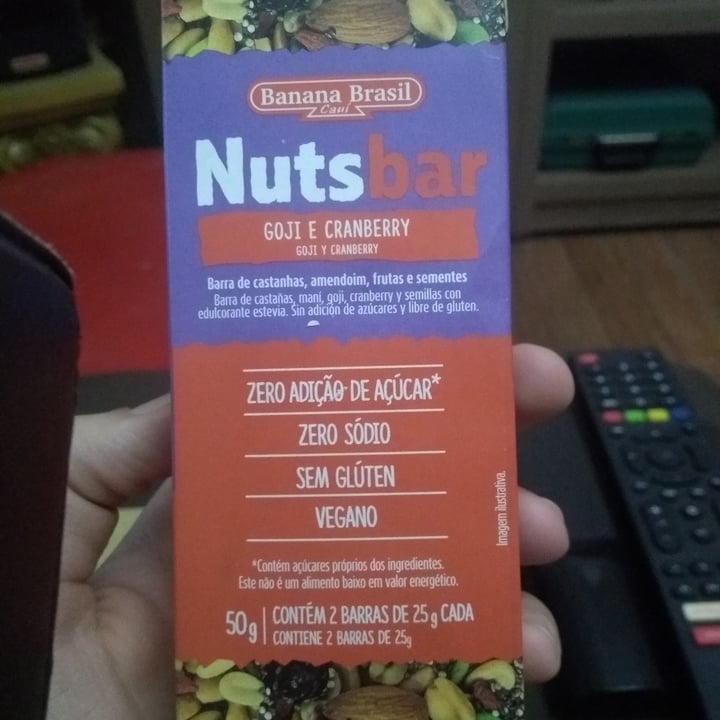 Banana Brasil
Cauí
Nutsbar
GOJI E CRANBERRY
GOJI Y CRANBERRY
Barra de castanhas, amendoim, frutas e sementes
Barra de castañas, maní, goji, cranberry y semillas con
edulcorante estevia. Sin adición de azúcares y libre de gluten.
ZERO ADIÇÃO DE AÇÚCAR*
ZERO SÓDIO
SEM GLÚTEN
VEGANO
Imagem ilustrativa.
*Contém açúcares próprios dos ingredientes.
Este não é um alimento baixo em valor energético.
50g
CONTÉM 2 BARRAS DE 25g CADA
CONTIENE 2 BARRAS DE 25g